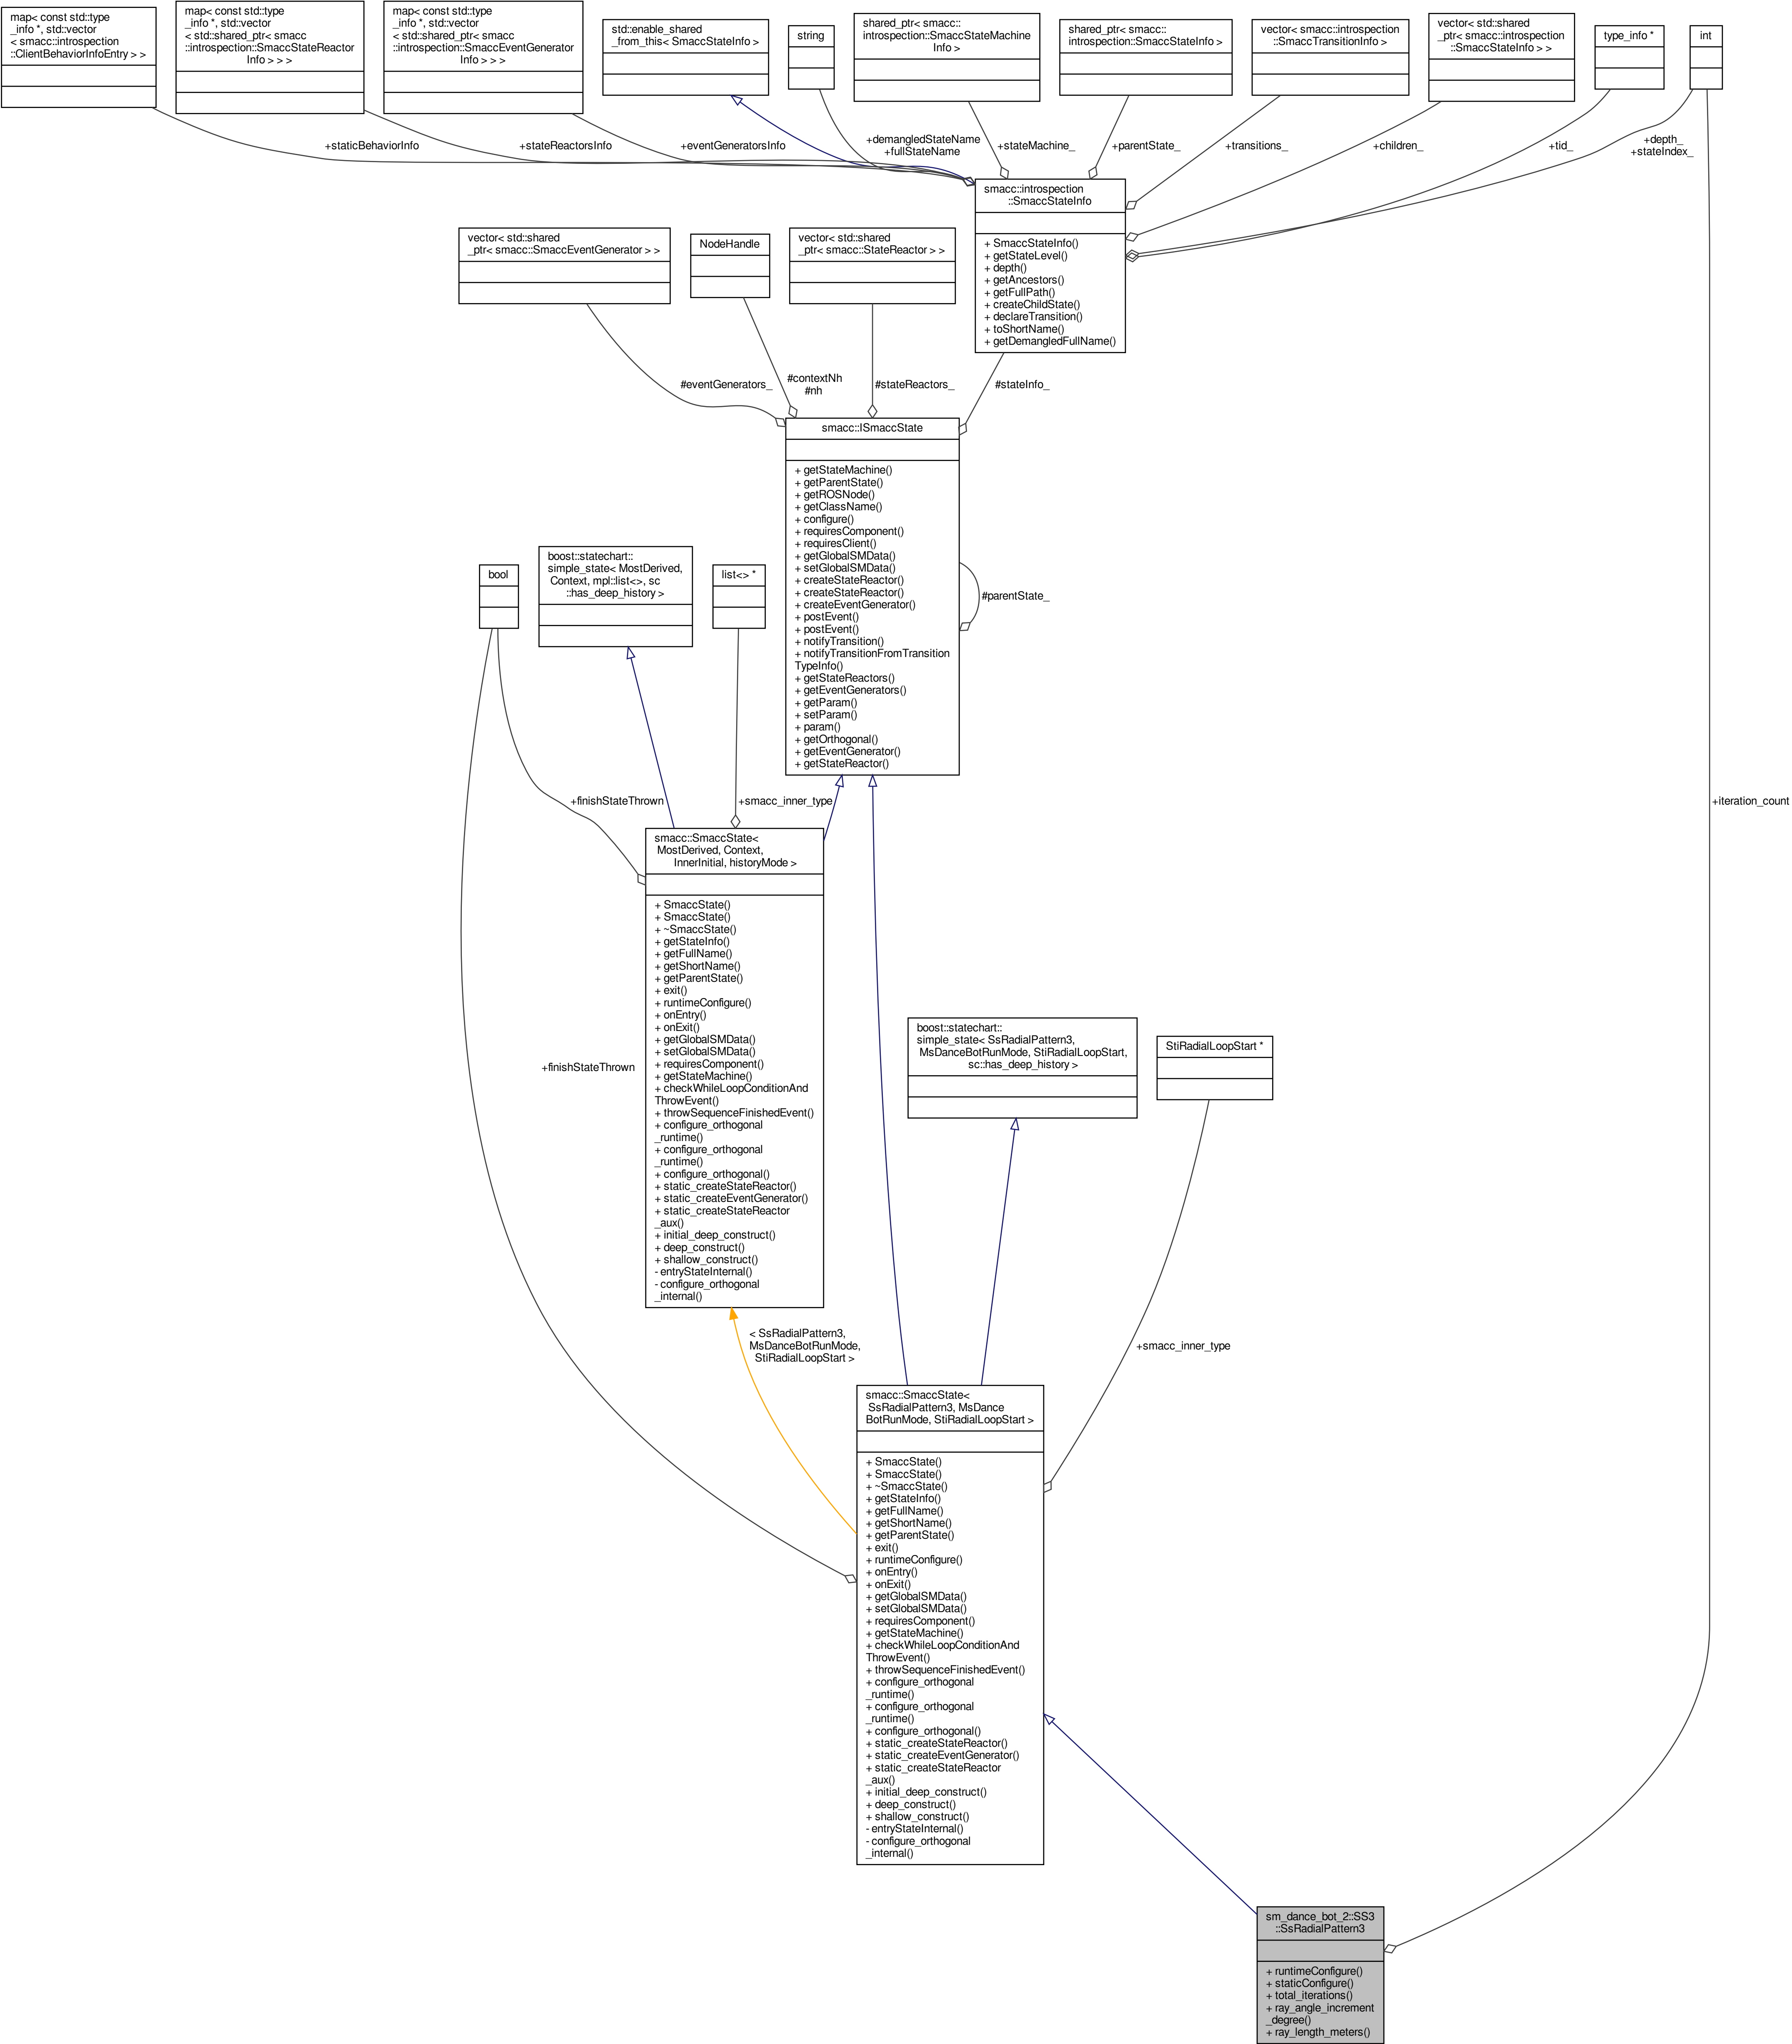 map< const std::type
_info *, std::vector
< smacc::introspection
::ClientBehaviorInfoEntry > >
map< const std::type
_info *, std::vector
< std::shared_ptr< smacc
::introspection::SmaccStateReactor
Info > > >
map< const std::type
_info *, std::vector
< std::shared_ptr< smacc
::introspection::SmaccEventGenerator
Info > > >
std::enable_shared
_from_this< SmaccStateInfo >
string
shared_ptr< smacc::
introspection::SmaccStateMachine
Info >
shared_ptr< smacc::
introspection::SmaccStateInfo >
vector< smacc::introspection
::SmaccTransitionInfo >
vector< std::shared
_ptr< smacc::introspection
::SmaccStateInfo > >
type_info *
int
+staticBehaviorInfo
+stateReactorsInfo
+eventGeneratorsInfo
+demangledStateName
+fullStateName
+stateMachine_
+parentState_
+transitions_
+children_
+tid_
+depth_
+stateIndex_
smacc::introspection
::SmaccStateInfo
+ SmaccStateInfo()
+ getStateLevel()
+ depth()
+ getAncestors()
+ getFullPath()
+ createChildState()
+ declareTransition()
+ toShortName()
+ getDemangledFullName()
vector< std::shared
_ptr< smacc::SmaccEventGenerator > >
NodeHandle
vector< std::shared
_ptr< smacc::StateReactor > >
#eventGenerators_
#contextNh
#nh
#stateReactors_
#stateInfo_
smacc::ISmaccState
+ getStateMachine()
+ getParentState()
+ getROSNode()
+ getClassName()
+ configure()
+ requiresComponent()
+ requiresClient()
+ getGlobalSMData()
+ setGlobalSMData()
+ createStateReactor()
+ createStateReactor()
+ createEventGenerator()
+ postEvent()
+ postEvent()
+ notifyTransition()
+ notifyTransitionFromTransition
TypeInfo()
+ getStateReactors()
+ getEventGenerators()
+ getParam()
+ setParam()
+ param()
+ getOrthogonal()
+ getEventGenerator()
+ getStateReactor()
#parentState_
bool
boost::statechart::
simple_state< MostDerived,
Context, mpl::list<>, sc
::has_deep_history >
list<> *
+finishStateThrown
+smacc_inner_type
+iteration_count
smacc::SmaccState<
MostDerived, Context,
InnerInitial, historyMode >
+ SmaccState()
+ SmaccState()
+ ~SmaccState()
+ getStateInfo()
+ getFullName()
+ getShortName()
+ getParentState()
+ exit()
+ runtimeConfigure()
+ onEntry()
+ onExit()
+ getGlobalSMData()
+ setGlobalSMData()
+ requiresComponent()
+ getStateMachine()
+ checkWhileLoopConditionAnd
ThrowEvent()
+ throwSequenceFinishedEvent()
+ configure_orthogonal
_runtime()
+ configure_orthogonal
_runtime()
+ configure_orthogonal()
+ static_createStateReactor()
+ static_createEventGenerator()
+ static_createStateReactor
_aux()
+ initial_deep_construct()
+ deep_construct()
+ shallow_construct()
- entryStateInternal()
- configure_orthogonal
_internal()
+finishStateThrown
boost::statechart::
simple_state< SsRadialPattern3,
MsDanceBotRunMode, StiRadialLoopStart,
sc::has_deep_history >
StiRadialLoopStart *
< SsRadialPattern3,
MsDanceBotRunMode,
StiRadialLoopStart >
+smacc_inner_type
smacc::SmaccState<
SsRadialPattern3, MsDance
BotRunMode, StiRadialLoopStart >
+ SmaccState()
+ SmaccState()
+ ~SmaccState()
+ getStateInfo()
+ getFullName()
+ getShortName()
+ getParentState()
+ exit()
+ runtimeConfigure()
+ onEntry()
+ onExit()
+ getGlobalSMData()
+ setGlobalSMData()
+ requiresComponent()
+ getStateMachine()
+ checkWhileLoopConditionAnd
ThrowEvent()
+ throwSequenceFinishedEvent()
+ configure_orthogonal
_runtime()
+ configure_orthogonal
_runtime()
+ configure_orthogonal()
+ static_createStateReactor()
+ static_createEventGenerator()
+ static_createStateReactor
_aux()
+ initial_deep_construct()
+ deep_construct()
+ shallow_construct()
- entryStateInternal()
- configure_orthogonal
_internal()
sm_dance_bot_2::SS3
::SsRadialPattern3
+ runtimeConfigure()
+ staticConfigure()
+ total_iterations()
+ ray_angle_increment
_degree()
+ ray_length_meters()